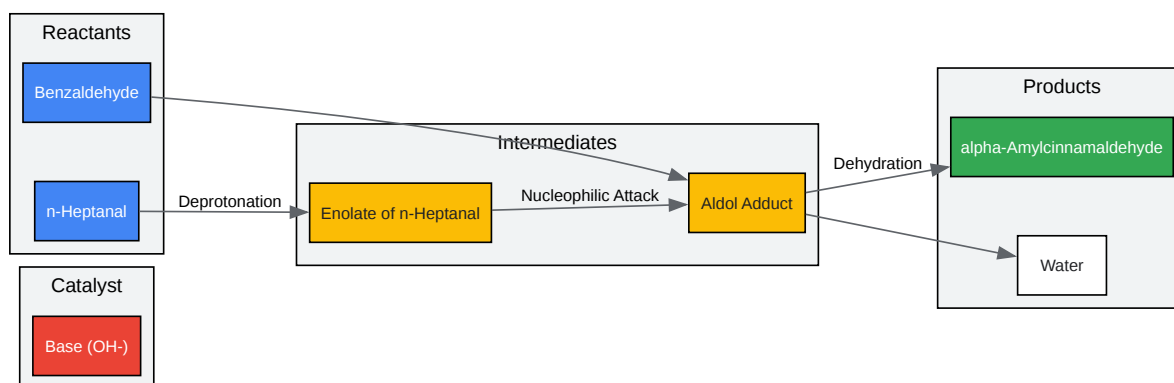 Reactants
Benzaldehyde
n-Heptanal
Deprotonation
Catalyst
Base (OH-)
Intermediates
Enolate of n-Heptanal
Nucleophilic Attack
Aldol Adduct
Dehydration
Products
alpha-Amylcinnamaldehyde
Water